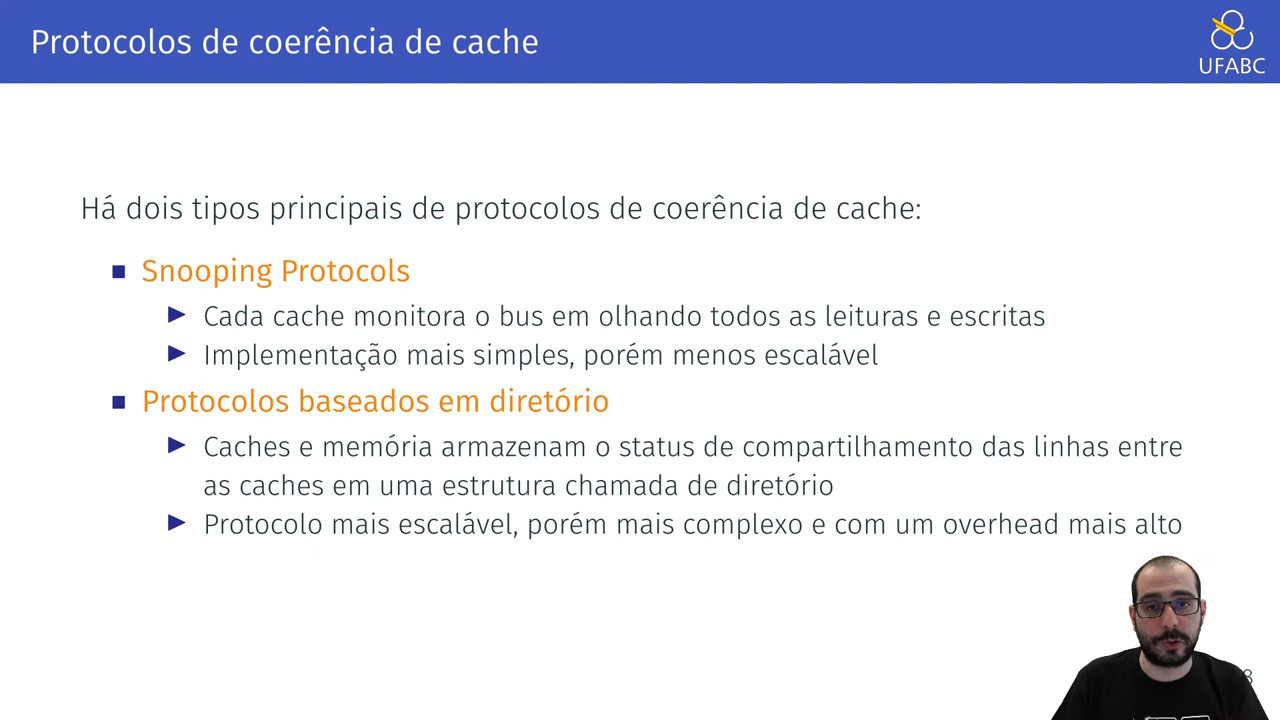 Protocolos de coerência de cache
UFABC
Há dois tipos principais de protocolos de coerência de cache:
Snooping Protocols
Cada cache monitora o bus em olhando todos as leituras e escritas
Implementação mais simples, porém menos escalável
Protocolos baseados em diretório
Caches e memória armazenam o status de compartilhamento das linhas entre
as caches em uma estrutura chamada de diretório
Protocolo mais escalável, porém mais complexo e com um overhead mais alto